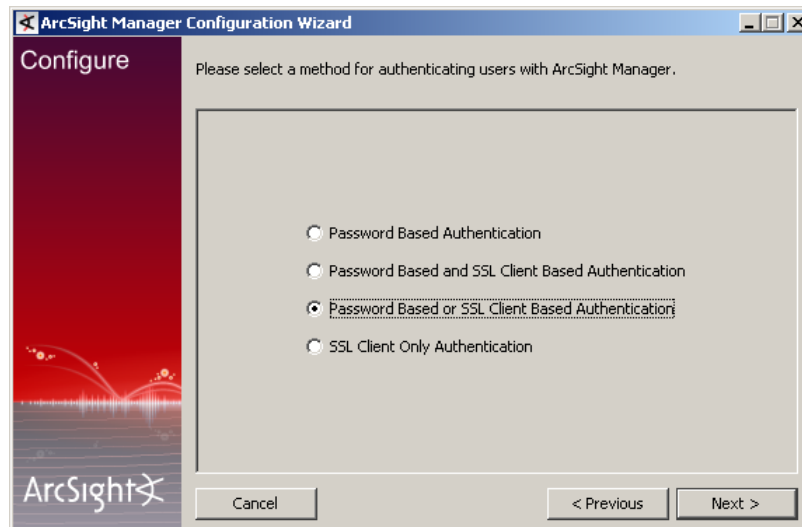 ArcSight Manager Configuration Wizard
Configure
Please select a method for authenticating users with ArcSight Manager.
Password Based Authentication
Password Based and SSL Client Based Authentication
Password Based or SSL Client Based Authentication
SSL Client Only Authentication
ArcSight
Cancel
< Previous
Next >